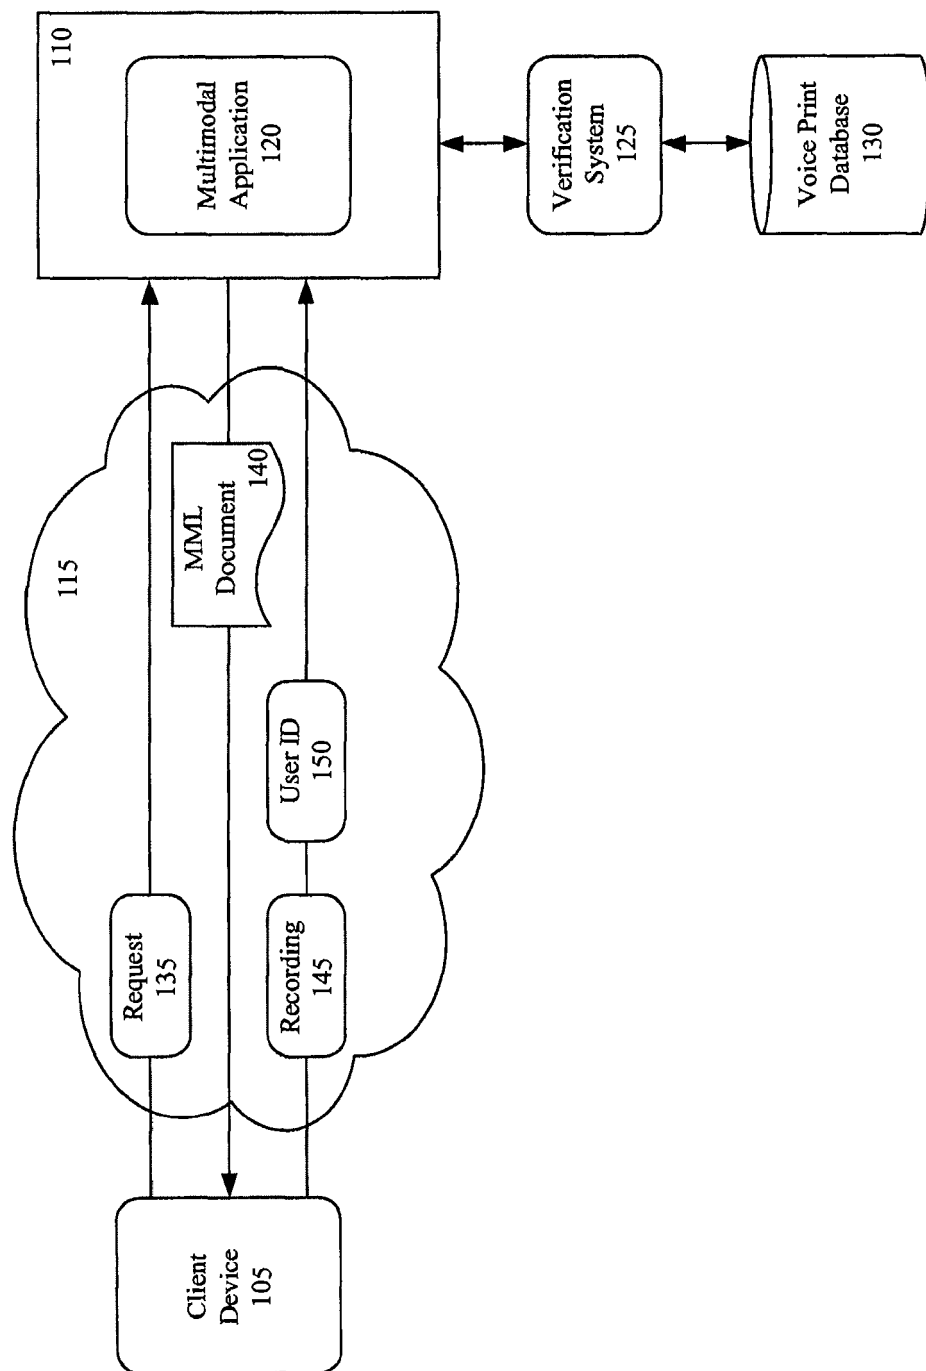 Client
Device
105
Request
135
Recording
145
User ID
150
115
MML
Document
140
110
Multimodal
Application
120
Verification
System
125
Voice Print
Database
130